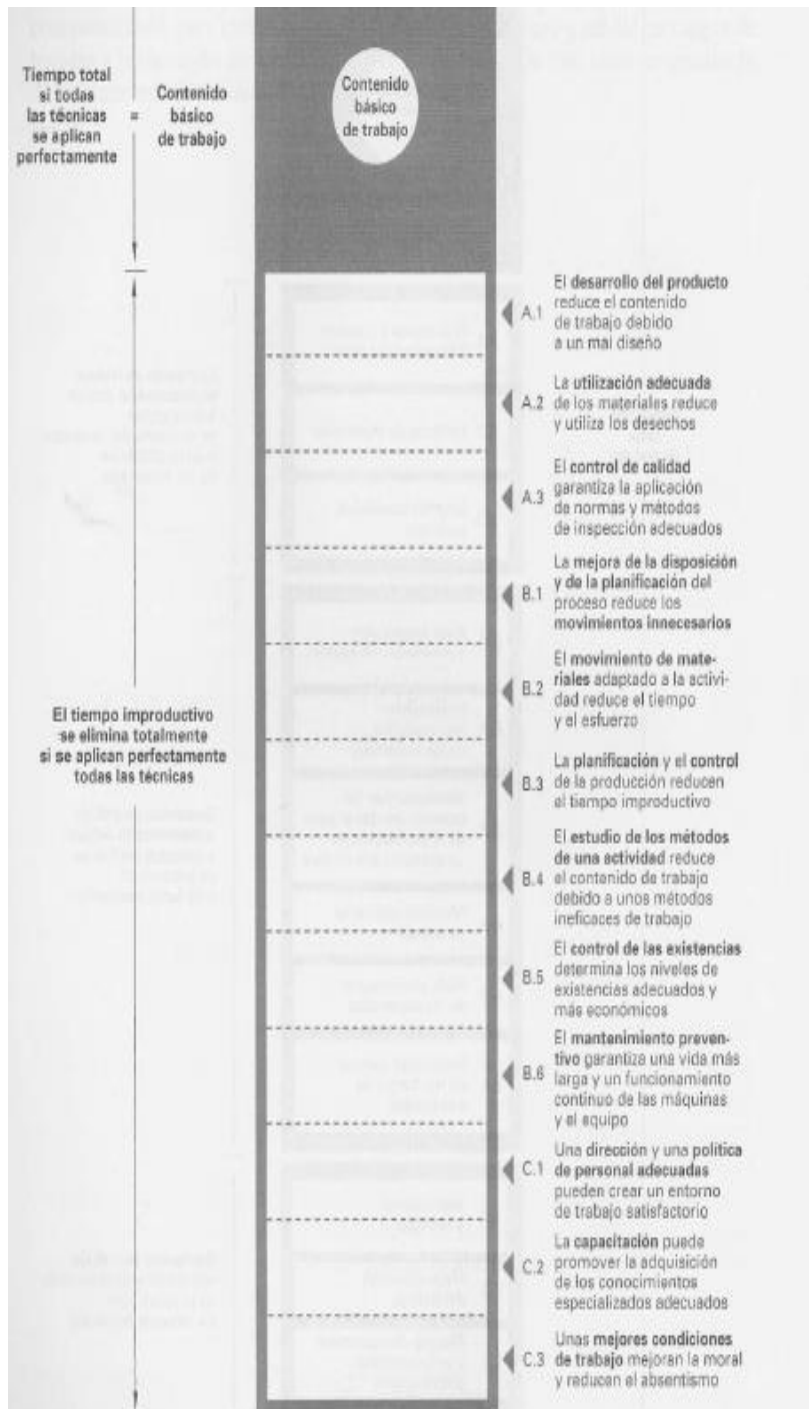 Tiempo total
si todas
las técnicas
se aplican
perfectamente
=
Contenido
básico
de trabajo
Contenido
básico
de trabajo
A.1
El desarrollo del producto
reduce el contenido
de trabajo debido
a un mal diseño
A.2
La utilización adecuada
de los materiales reduce
y utiliza los desechos
A.3
El control de calidad
garantiza la aplicación
de normas y métodos
de inspección adecuados
B.1
La mejora de la disposición
y de la planificación del
proceso reduce los
movimientos innecesarios
B.2
El movimiento de mate-
riales adaptado a la activi-
dad reduce el tiempo
y el esfuerzo
El tiempo improductivo
se elimina totalmente
si se aplican perfectamente
todas las técnicas
B.3
La planificación y el control
de la producción reducen
el tiempo improductivo
B.4
El estudio de los métodos
de una actividad reduce
el contenido de trabajo
debido a unos métodos
ineficaces de trabajo
B.5
El control de las existencias
determina los niveles de
existencias adecuados y
más económicos
B.6
El mantenimiento preven-
tivo garantiza una vida más
larga y un funcionamiento
continuo de las máquinas
y el equipo
C.1
Una dirección y una política
de personal adecuadas
pueden crear un entorno
de trabajo satisfactorio
C.2
La capacitación puede
promover la adquisición
de los conocimientos
especializados adecuados
C.3
Unas mejores condiciones
de trabajo mejoran la moral
y reducen el absentismo